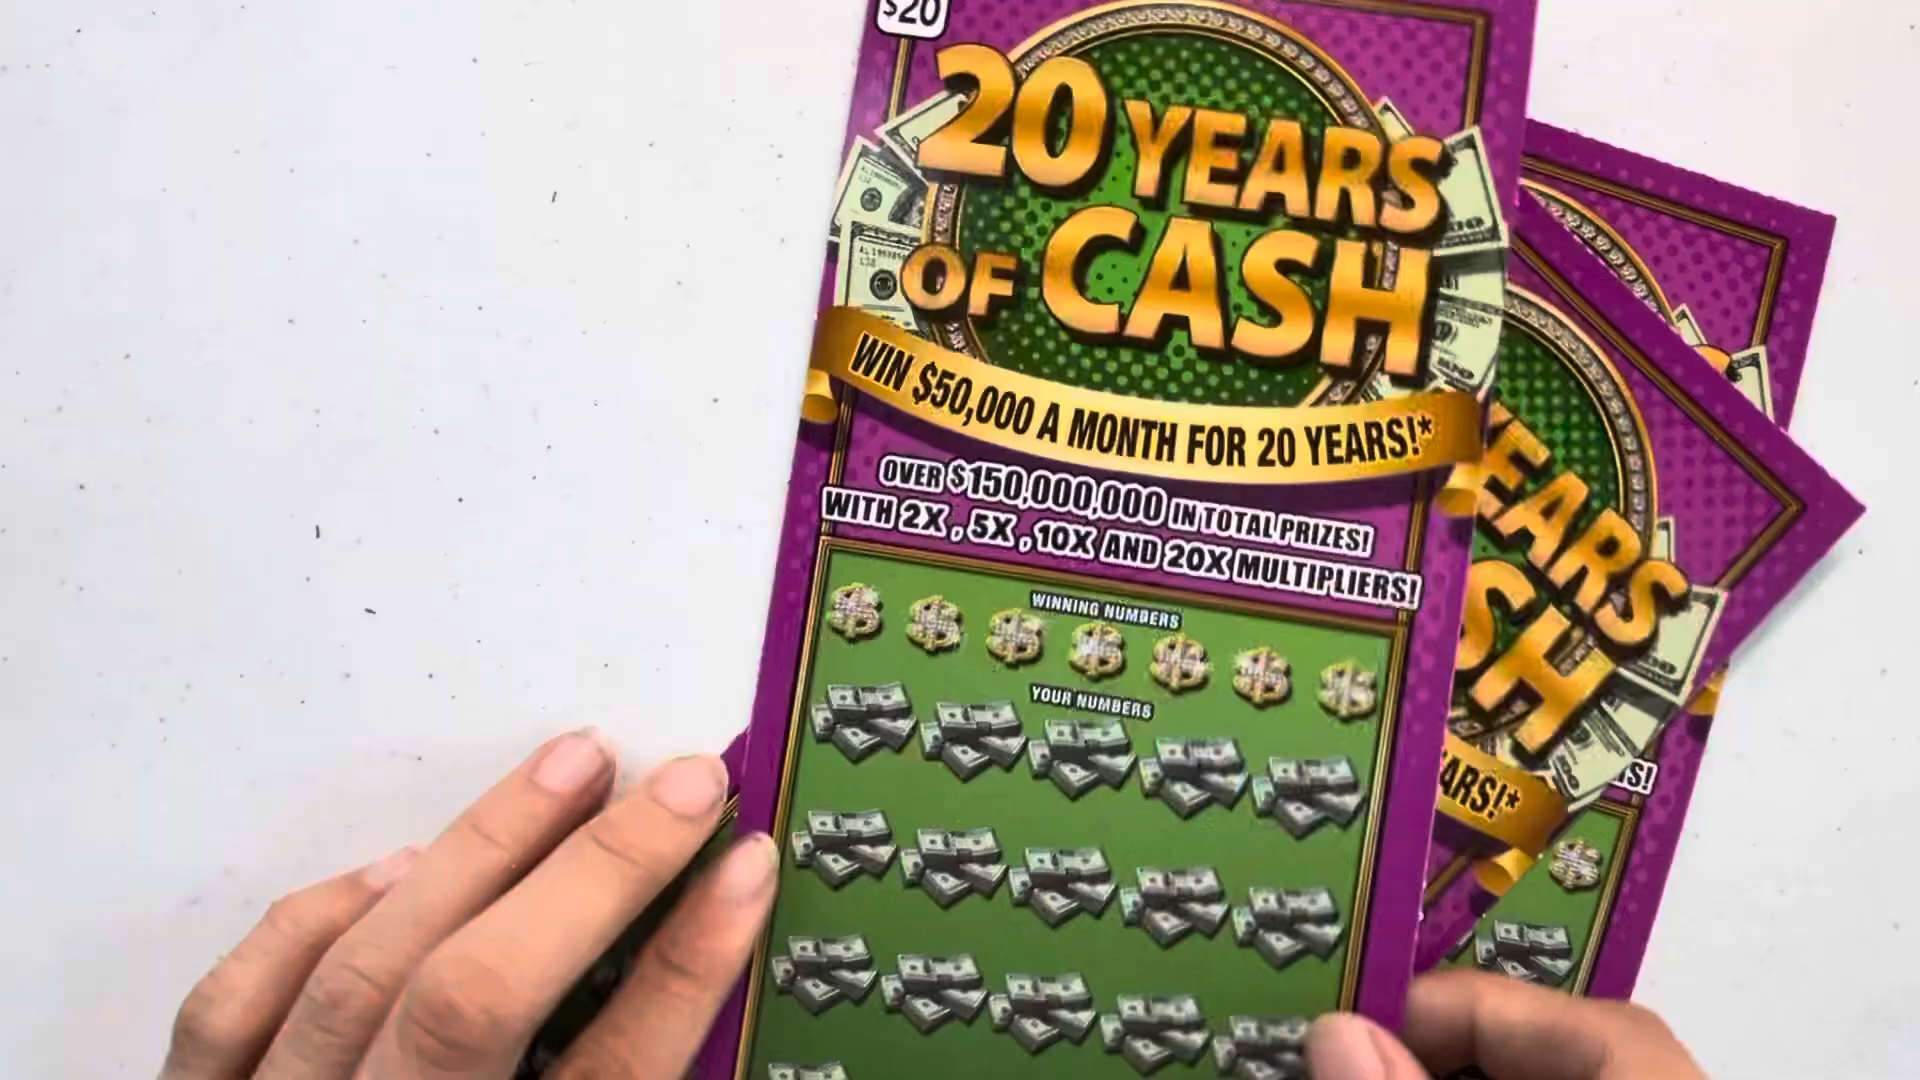 $20
20 YEARS
OF CASH
WIN $50,000 A MONTH FOR 20 YEARS!*
OVER $150,000,000 IN TOTAL PRIZES!
WITH 2X, 5X, 10X AND 20X MULTIPLIERS!
WINNING NUMBERS
YOUR NUMBERS
YEARS
SH
ARS!*
S!